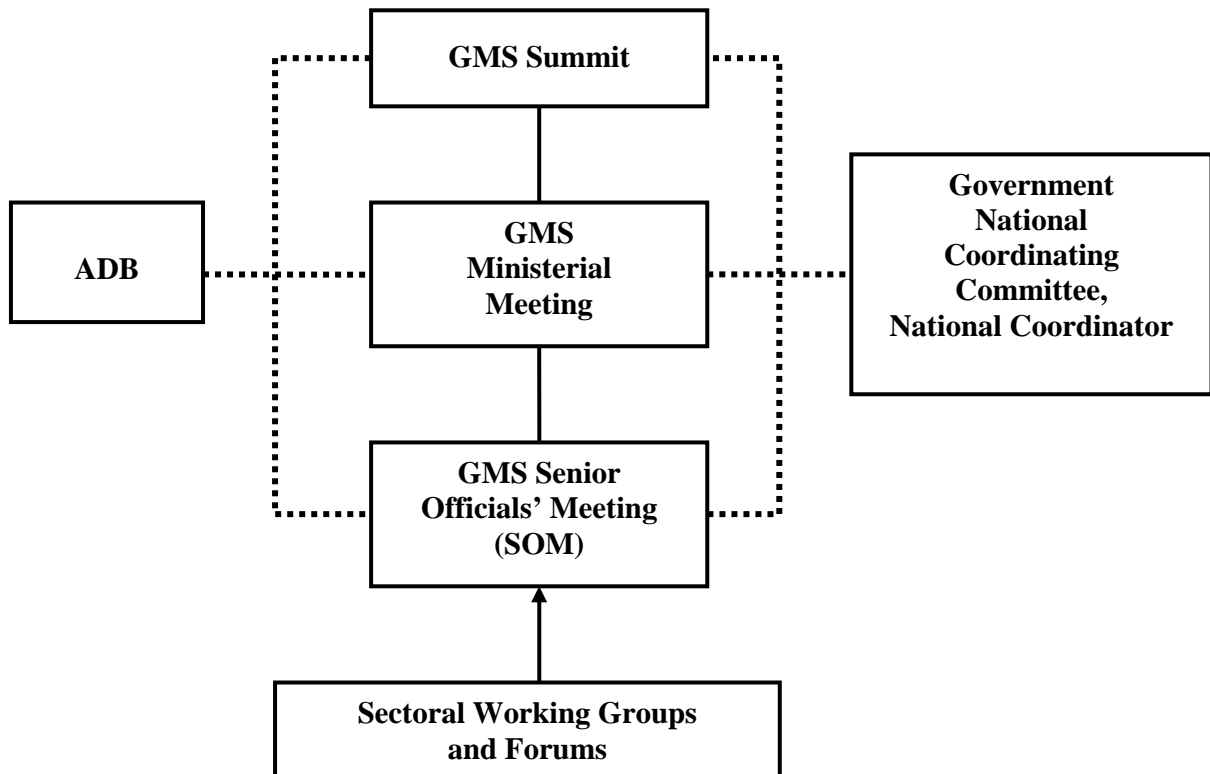 GMS Summit
ADB
GMS
Ministerial
Meeting
Government
National
Coordinating
Committee,
National Coordinator
GMS Senior
Officials’ Meeting
(SOM)
Sectoral Working Groups
and Forums